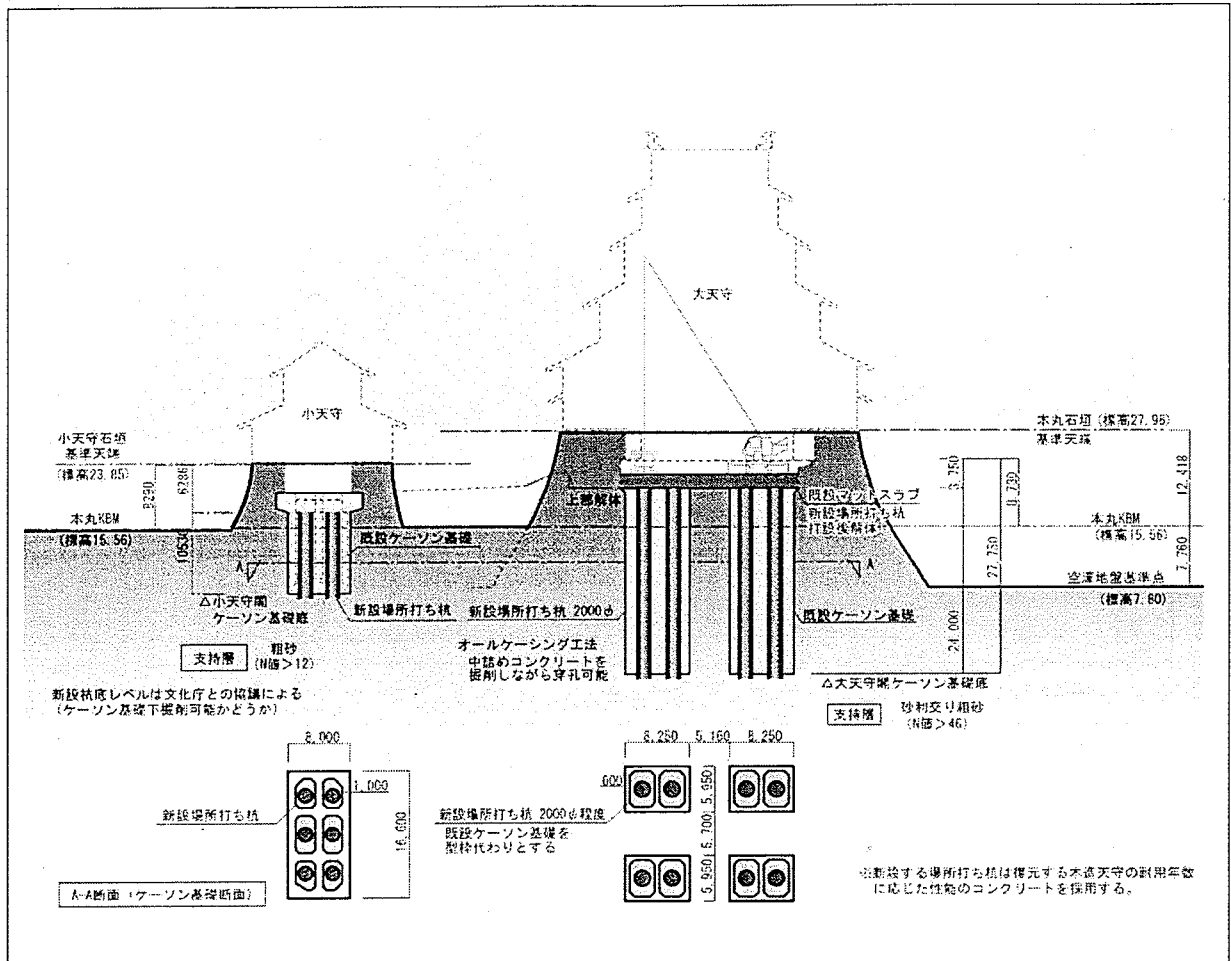 大天守
小天守
小天守石垣
基準天端
(標高23.85)
8290
本丸KBM
(標高15.56)
△小天守閣
ケーソン基礎底
支持層
粗砂
(N値>12)
新設杭底レベルは文化庁との協議による
(ケーソン基礎下掘削可能かどうか)
既設ケーソン基礎
新設場所打ち杭
上部解体
既設マットスラブ
新設場所打ち杭
打設後解体
新設場所打ち杭 2000φ
オールケーシング工法
中詰めコンクリートを
掘削しながら穿孔可能
既設ケーソン基礎
A
A
本丸石垣 (標高27.96)
基準天端
3,750
12,418
27,730
本丸KBM
(標高15.56)
7,760
空濠地盤基準点
(標高7.80)
24,000
△大天守閣ケーソン基礎底
支持層
砂利交り粗砂
(N値>46)
8,000
1,000
新設場所打ち杭
A-A断面 (ケーソン基礎断面)
8,250
5,160
8,250
600
5,950
5,700
5,950
新設場所打ち杭 2000φ程度
既設ケーソン基礎を
型枠代わりとする
※新設する場所打ち杭は復元する木造天守の耐用年数
に応じた性能のコンクリートを採用する。